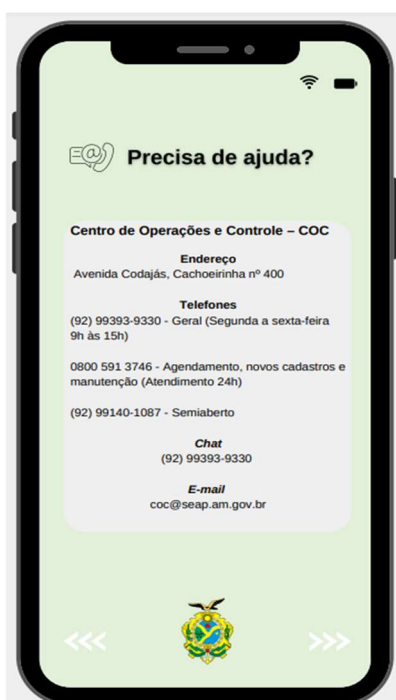 Precisa de ajuda?
Centro de Operações e Controle – COC
Endereço
Avenida Codajás, Cachoeirinha nº 400
Telefones
(92) 99393-9330 - Geral (Segunda a sexta-feira
9h às 15h)
0800 591 3746 - Agendamento, novos cadastros e
manutenção (Atendimento 24h)
(92) 99140-1087 - Semiaberto
Chat
(92) 99393-9330
E-mail
coc@seap.am.gov.br